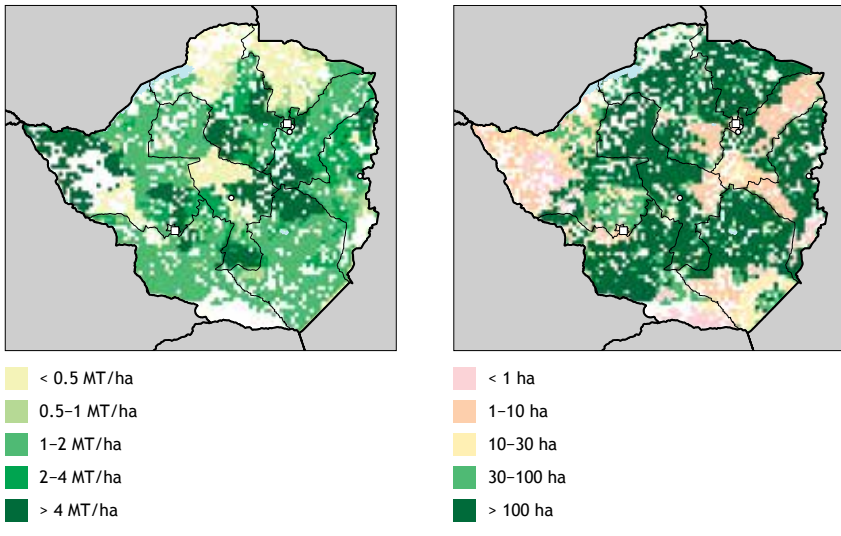 < 0.5 MT/ha
0.5–1 MT/ha
1–2 MT/ha
2–4 MT/ha
> 4 MT/ha
< 1 ha
1–10 ha
10–30 ha
30–100 ha
> 100 ha